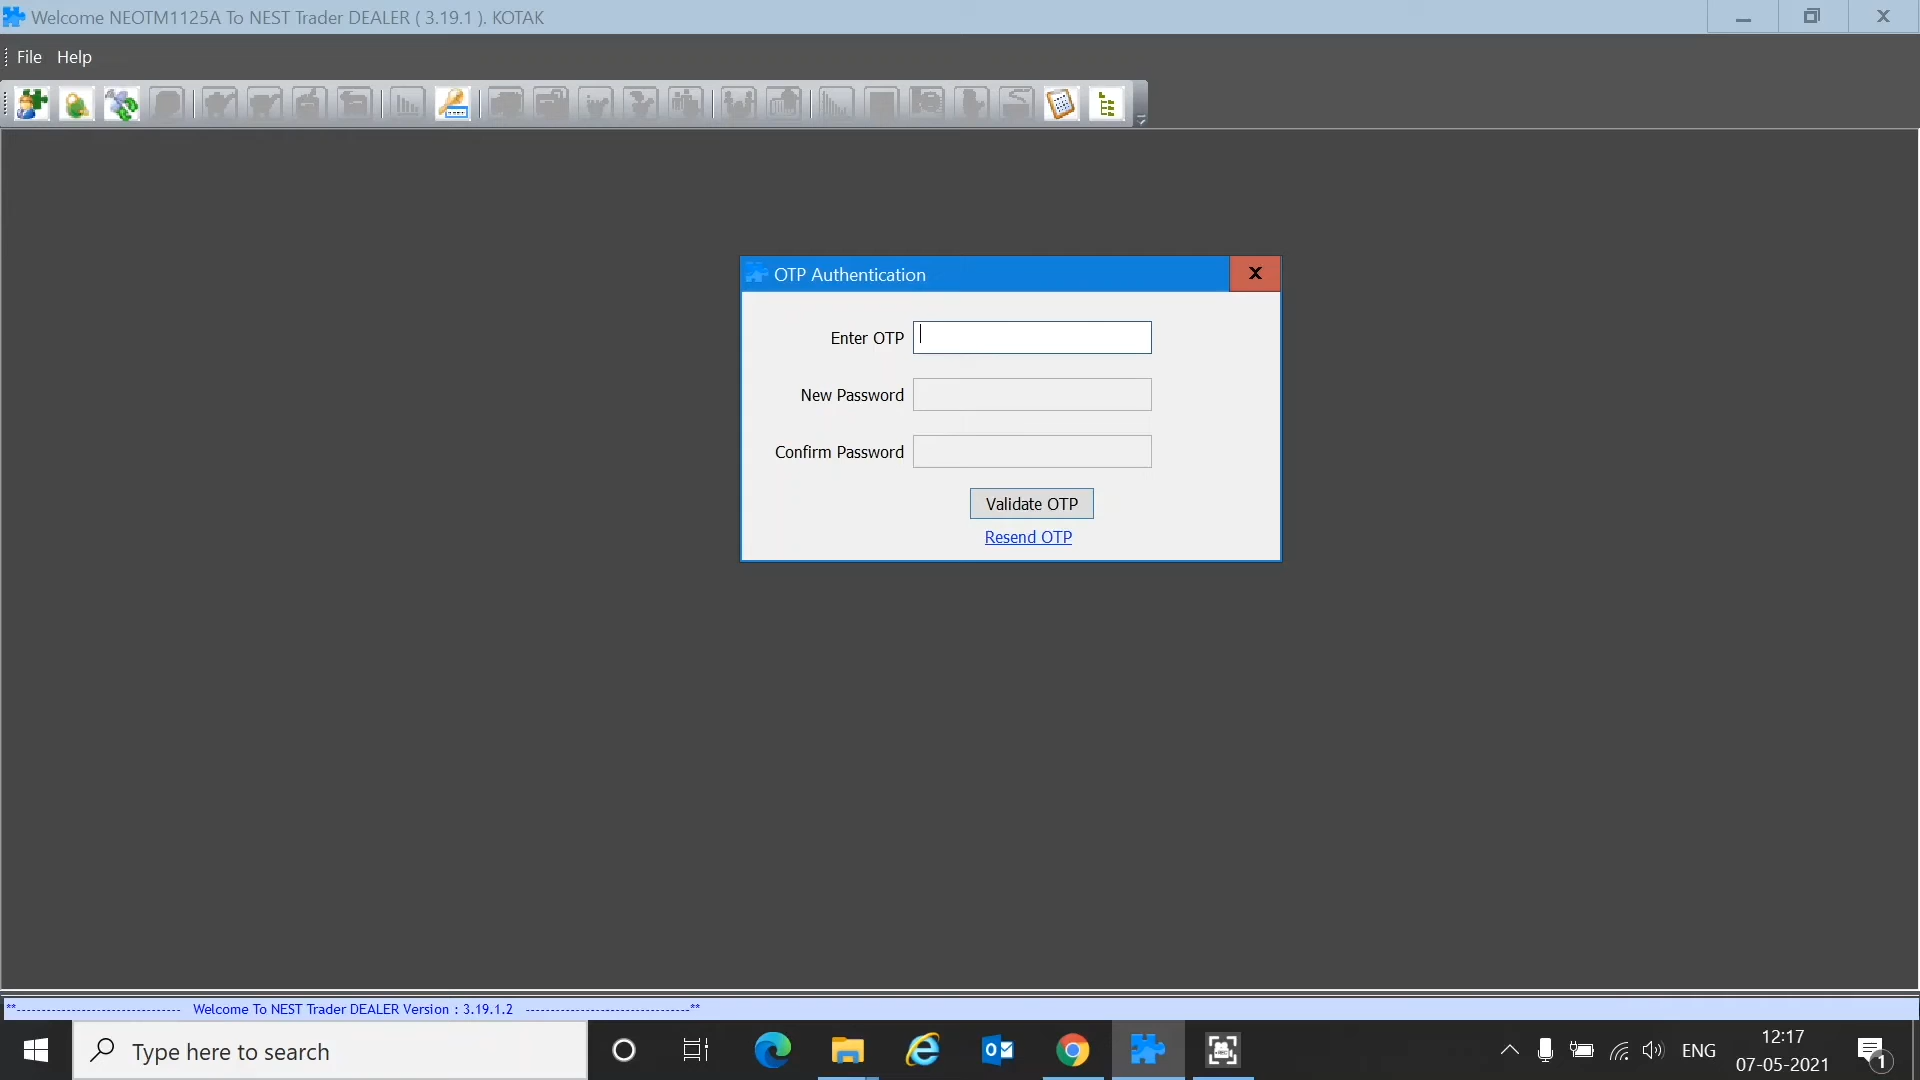 Welcome NEOTM1125A To NEST Trader DEALER ( 3.19.1 ). KOTAK
File Help
OTP Authentication
Enter OTP
New Password
Confirm Password
Validate OTP
Resend OTP
**--------------------------------- Welcome To NEST Trader DEALER Version : 3.19.1.2 ---------------------------------**
Type here to search
ENG
12:17
07-05-2021
1